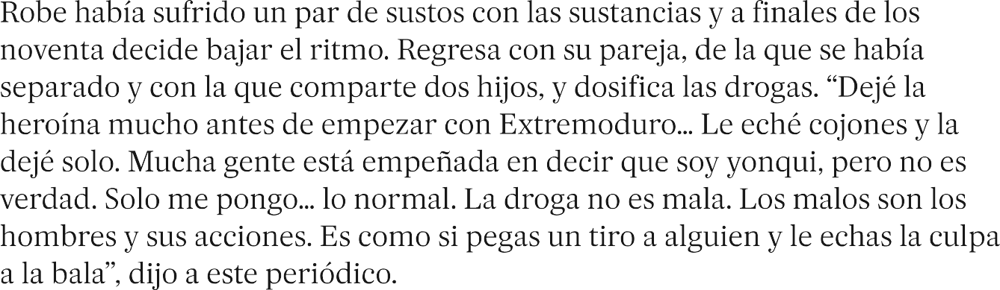 Robe había sufrido un par de sustos con las sustancias y a finales de los
noventa decide bajar el ritmo. Regresa con su pareja, de la que se había
separado y con la que comparte dos hijos, y dosifica las drogas. “Dejé la
heroína mucho antes de empezar con Extremoduro... Le eché cojones y la
dejé solo. Mucha gente está empeñada en decir que soy yonqui, pero no es
verdad. Solo me pongo... lo normal. La droga no es mala. Los malos son los
hombres y sus acciones. Es como si pegas un tiro a alguien y le echas la culpa
a la bala”, dijo a este periódico.